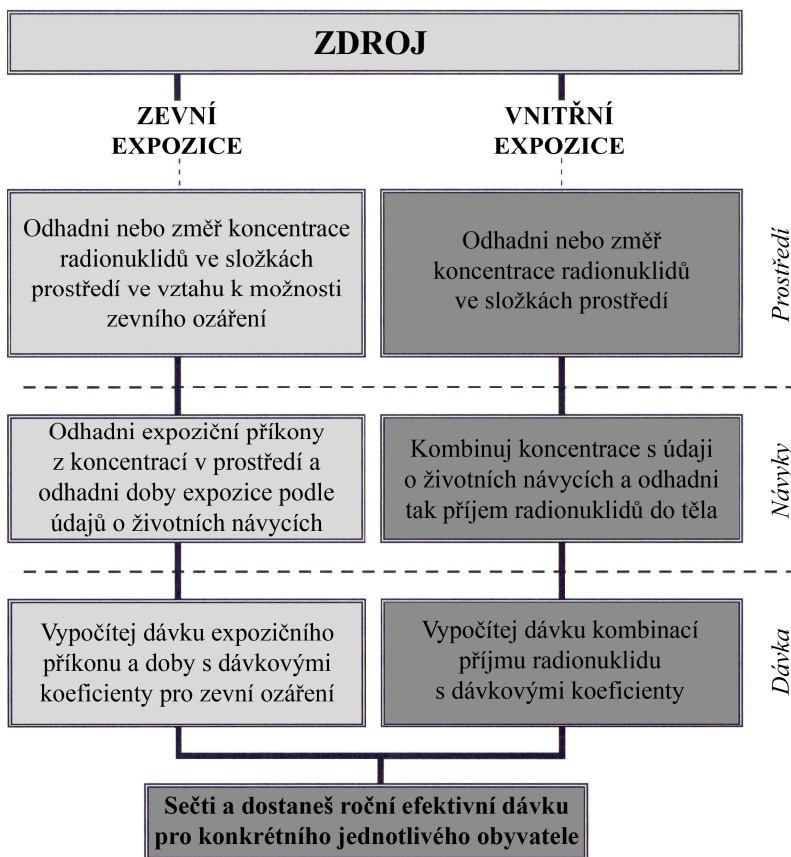 ZDROJ
ZEVNÍ
EXPOZICE
VNITŘNÍ
EXPOZICE
Odhadni nebo změř koncentrace
radionuklidů ve složkách
prostředí ve vztahu k možnosti
zevního ozáření
Odhadni nebo změř
koncentrace radionuklidů
ve složkách prostředí
Prostředí
Odhadni expoziční příkony
z koncentrací v prostředí a
odhadni doby expozice podle
údajů o životních návycích
Kombinuj koncentrace s údaji
o životních návycích a odhadni
tak příjem radionuklidů do těla
Návyky
Vypočítej dávku expozičního
příkonu a doby s dávkovými
koeficienty pro zevní ozáření
Vypočítej dávku kombinací
příjmu radionuklidu
s dávkovými koeficienty
Dávka
Sečti a dostaneš roční efektivní dávku
pro konkrétního jednotlivého obyvatele